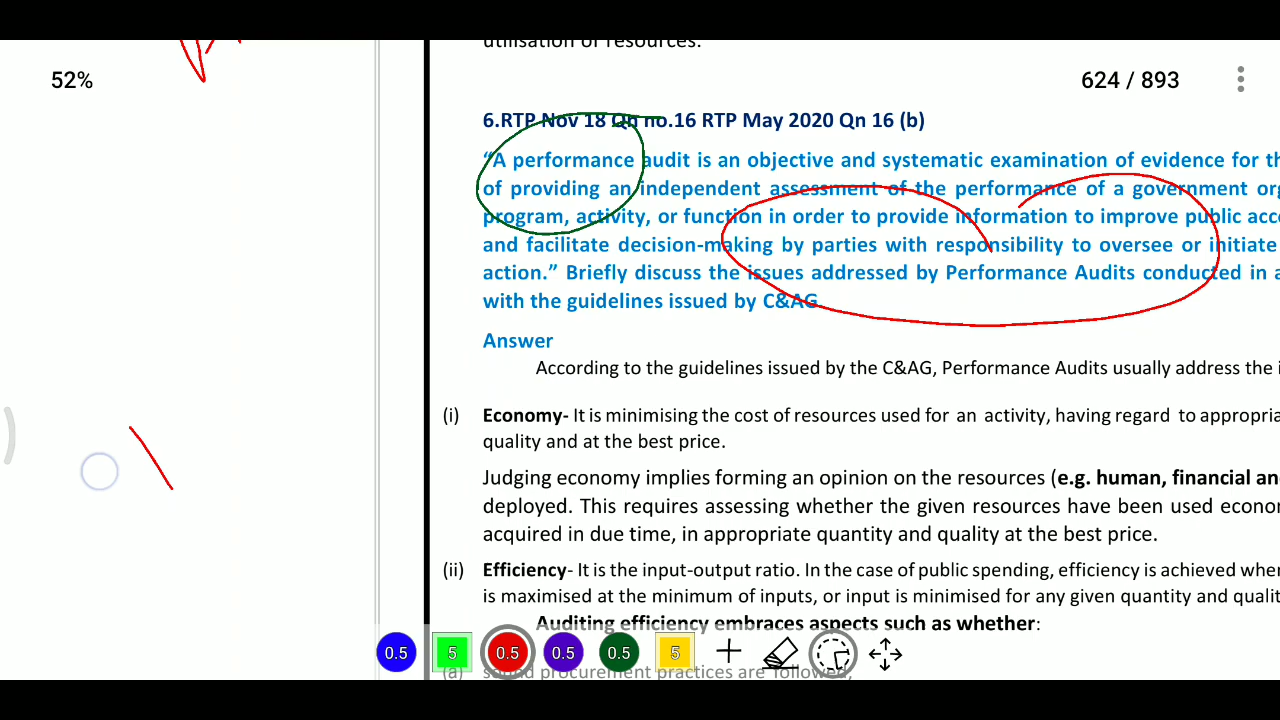 utilisation of resources.
52%
624 / 893
6.RTP Nov 18 Qn no.16 RTP May 2020 Qn 16 (b)
“A performance audit is an objective and systematic examination of evidence for
of providing an independent assessment of the performance of a government
program, activity, or function in order to provide information to improve public
and facilitate decision-making by parties with responsibility to oversee or initiate
action.” Briefly discuss the issues addressed by Performance Audits conducted in
with the guidelines issued by C&AG.
Answer
According to the guidelines issued by the C&AG, Performance Audits usually address the
(i) Economy- It is minimising the cost of resources used for an activity, having regard to
quality and at the best price.
Judging economy implies forming an opinion on the resources (e.g. human, financial
deployed. This requires assessing whether the given resources have been used
acquired in due time, in appropriate quantity and quality at the best price.
(ii) Efficiency- It is the input-output ratio. In the case of public spending, efficiency is achieved
is maximised at the minimum of inputs, or input is minimised for any given quantity and
Auditing efficiency embraces aspects such as whether:
0.5 5 0.5 0.5 0.5 5
(a) sound procurement practices are followed;